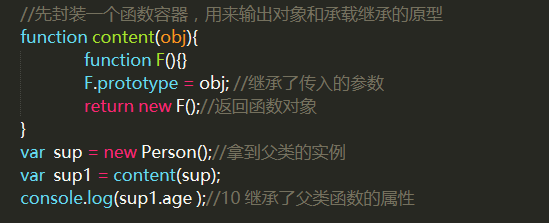 //先封装一个函数容器，用来输出对象和承载继承的原型
function content(obj){
function F(){}
F.prototype = obj; //继承了传入的参数
return new F();//返回函数对象
}
var sup = new Person();//拿到父类的实例
var sup1 = content(sup);
console.log(sup1.age );//10 继承了父类函数的属性